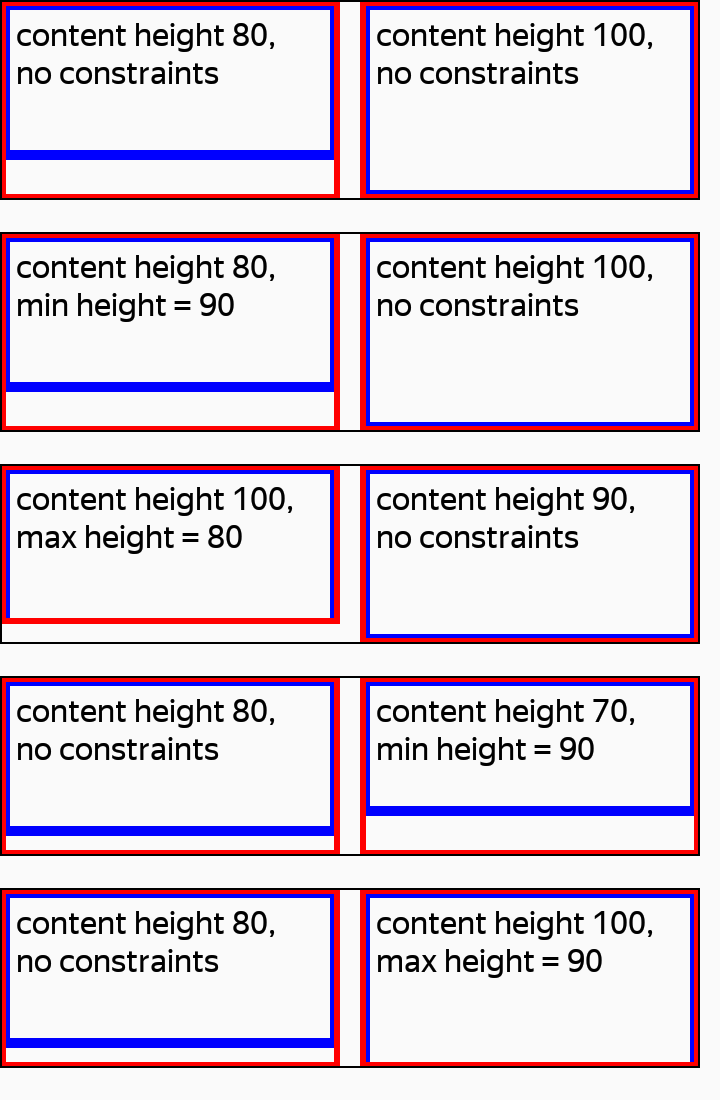 content height 80,
no constraints
content height 100,
no constraints
content height 80,
min height = 90
content height 100,
no constraints
content height 100,
max height = 80
content height 90,
no constraints
content height 80,
no constraints
content height 70,
min height = 90
content height 80,
no constraints
content height 100,
max height = 90